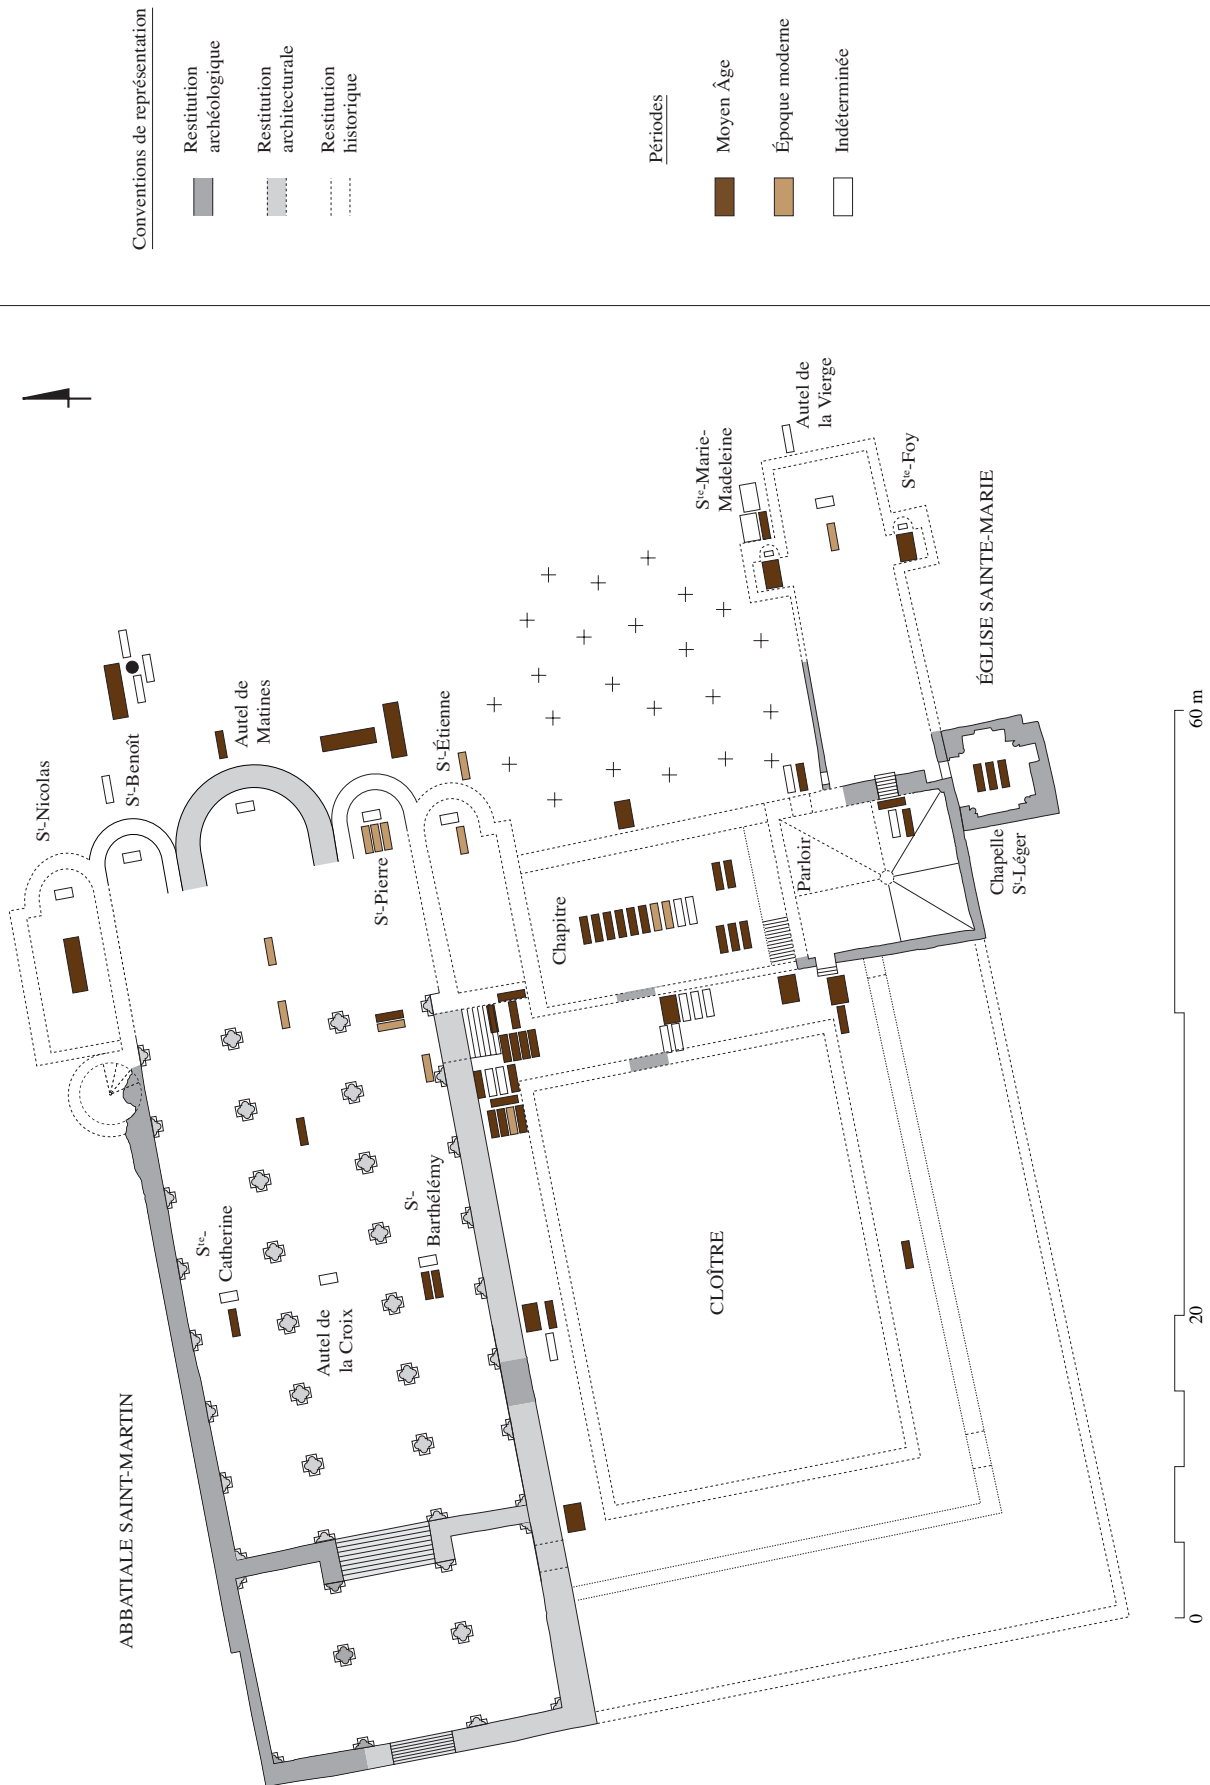 Conventions de représentation
Restitution
archéologique
Restitution
architecturale
Restitution
historique
Périodes
Moyen Âge
Époque moderne
Indéterminée
ABBATIALE SAINT-MARTIN
St-Nicolas
St-Benoît
Autel de
Matines
St-Pierre
St-Étienne
Ste-
Catherine
Autel de
la Croix
St-
Barthélémy
Chapitre
Parloir
CLOÎTRE
Ste-Marie-
Madeleine
Autel de
la Vierge
Ste-Foy
ÉGLISE SAINTE-MARIE
Chapelle
St-Léger
0
20
60 m